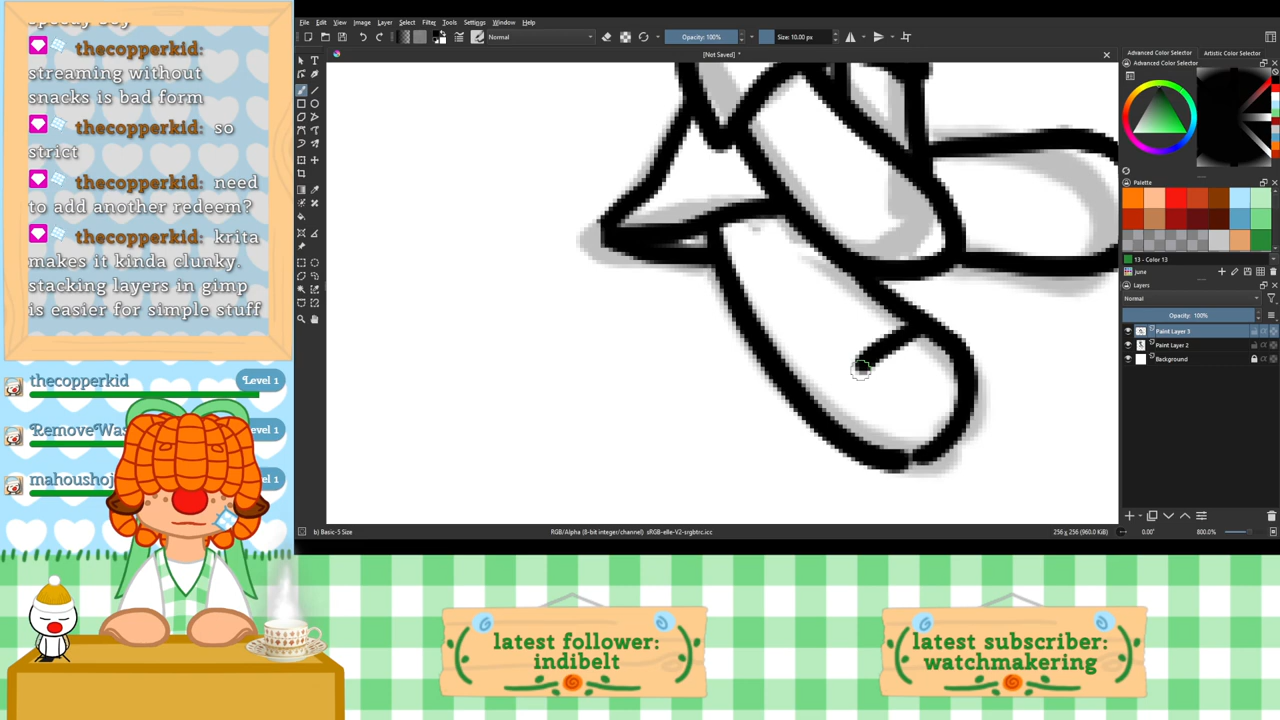 thecopperkid:
streaming without
snacks is bad form
thecopperkid: so
strict
thecopperkid: need
to add another redeem?
thecopperkid: krita
makes it kinda clunky.
stacking layers in gimp
is easier for simple stuff
thecopperkid
Level 1
RemoveWas
evel 1
mahoushoj
evel 1
File Edit View Image Layer Select Filter Tools Settings Window Help
Normal
Opacity: 100%
Size: 10.00 px
[Not Saved] *
Advanced Color Selector
Artistic Color Selector
Advanced Color Selector
Palette
13 - Color 13
june
Layers
Normal
Opacity: 100%
Paint Layer 3
Paint Layer 2
Background
b) Basic-5 Size
RGB/Alpha (8-bit integer/channel) sRGB-elle-V2-srgbtrc.icc
256 x 256 (960.0 KiB)
0.00°
800.0%
latest follower:
indibelt
latest subscriber:
watchmakering